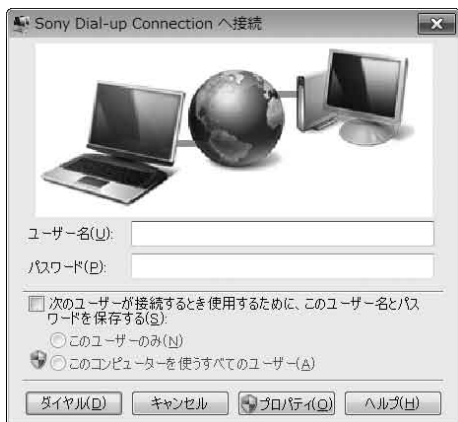 Sony Dial-up Connection へ接続
ユーザー名(U):
パスワード(P):
次のユーザーが接続するとき使用するために、このユーザー名とパス
ワードを保存する(S):
このユーザーのみ(N)
このコンピューターを使うすべてのユーザー(A)
ダイヤル(D) キャンセル プロパティ(O) ヘルプ(H)